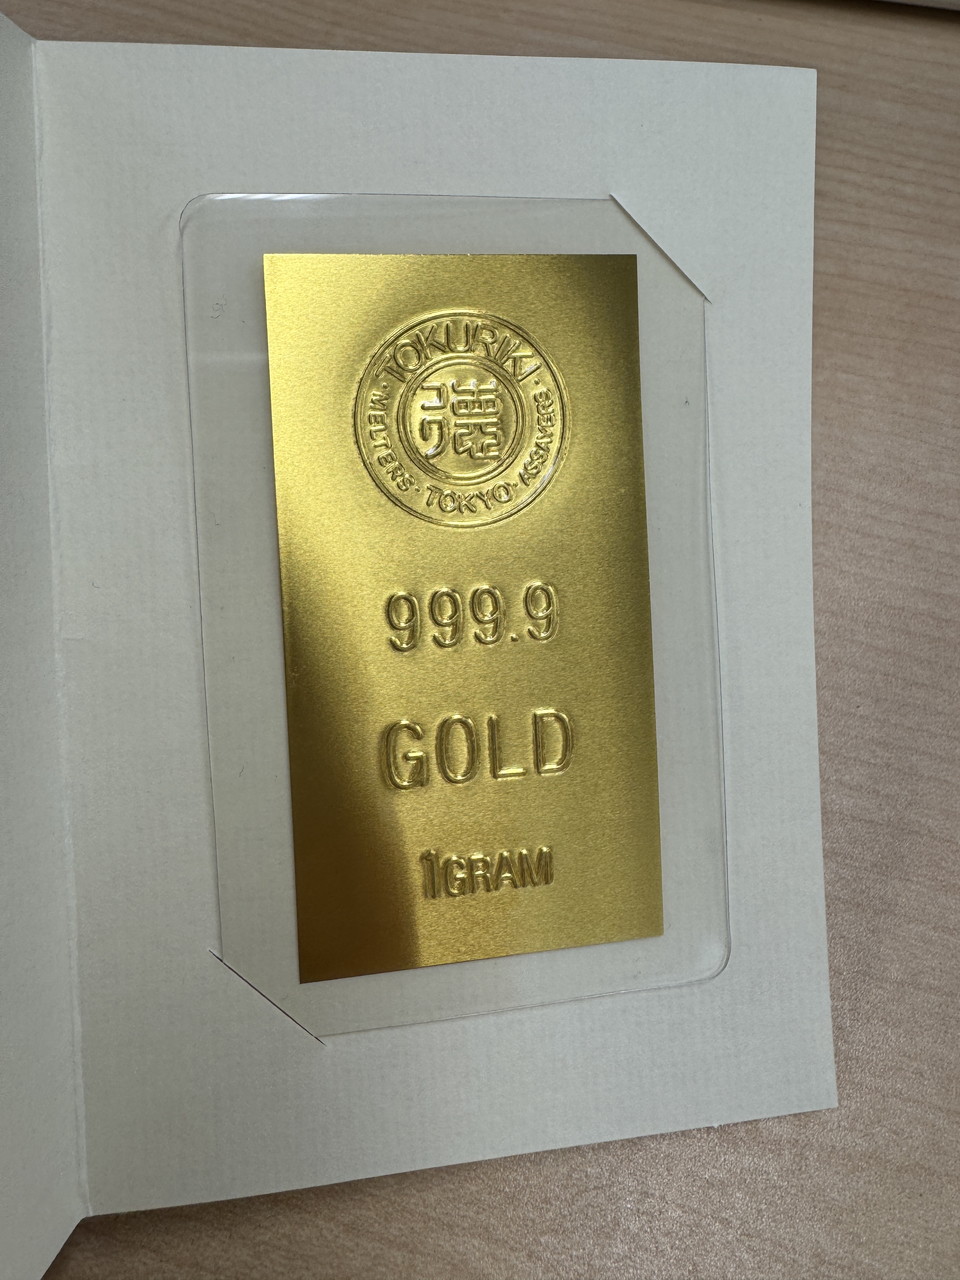 TOKURIKI
MELTERS · TOKYO · ASSAYERS
999.9
GOLD
1GRAM